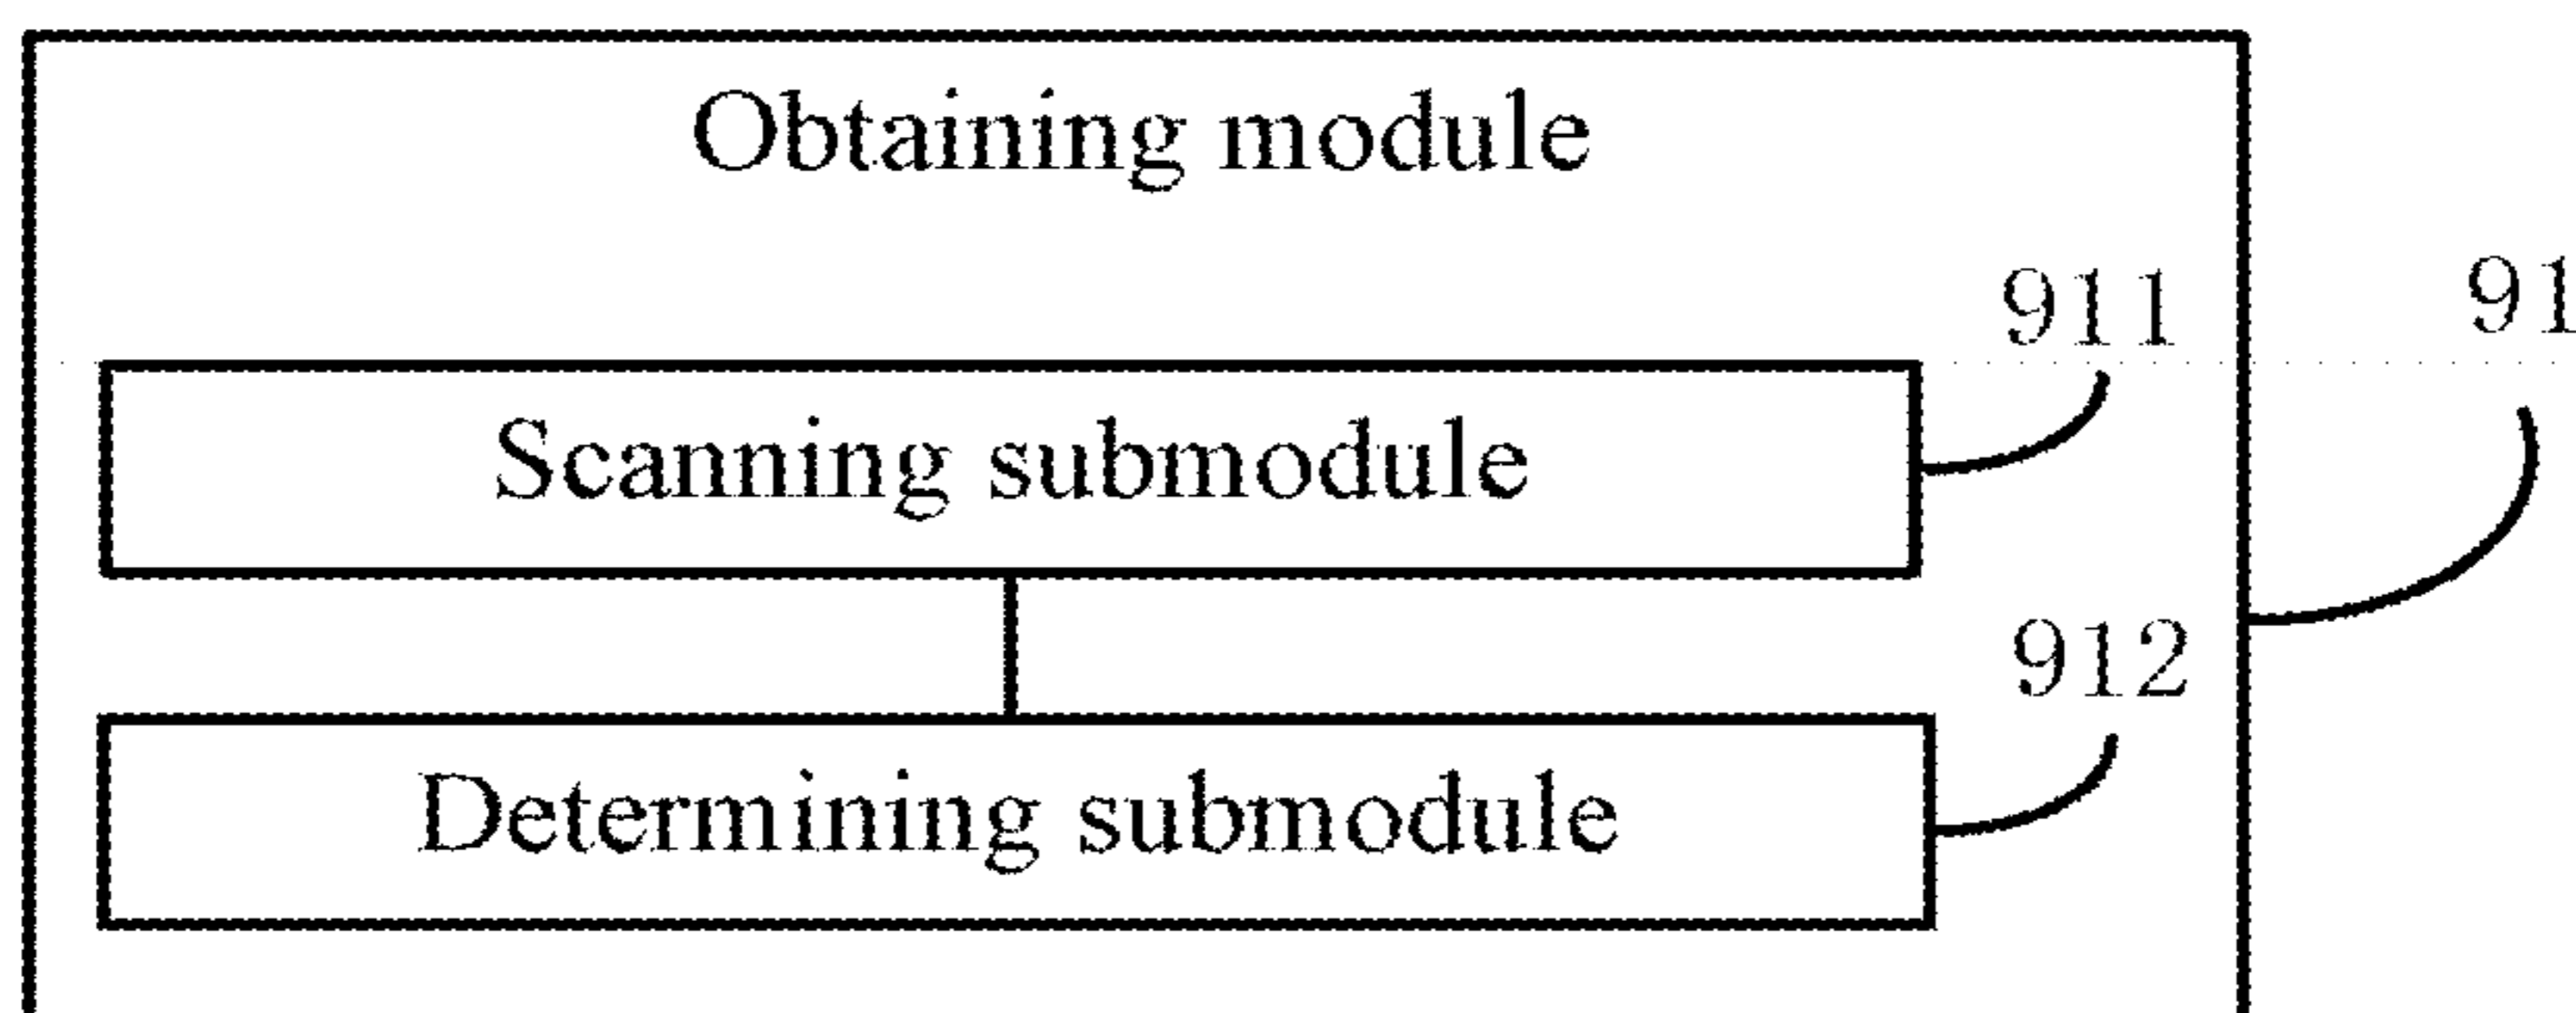 Obtaining module
911
91
Scanning submodule
912
Determining submodule